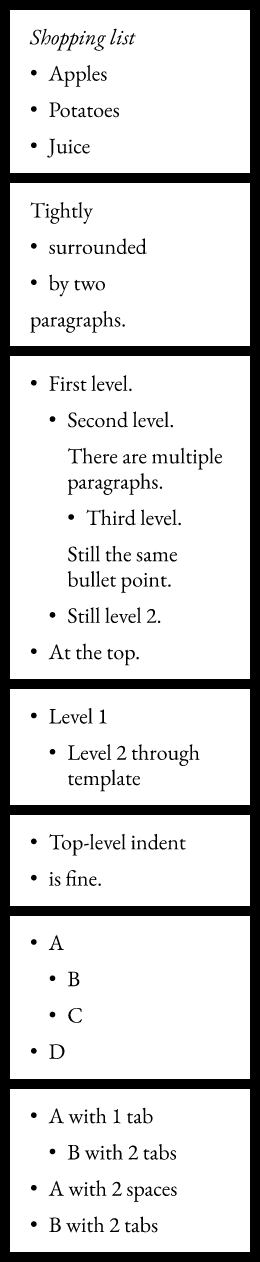 Shopping list
• Apples
• Potatoes
• Juice
Tightly
• surrounded
• by two
paragraphs.
• First level.
• Second level.
There are multiple
paragraphs.
• Third level.
Still the same
bullet point.
• Still level 2.
• At the top.
• Level 1
• Level 2 through
template
• Top-level indent
• is fine.
• A
• B
• C
• D
• A with 1 tab
• B with 2 tabs
• A with 2 spaces
• B with 2 tabs